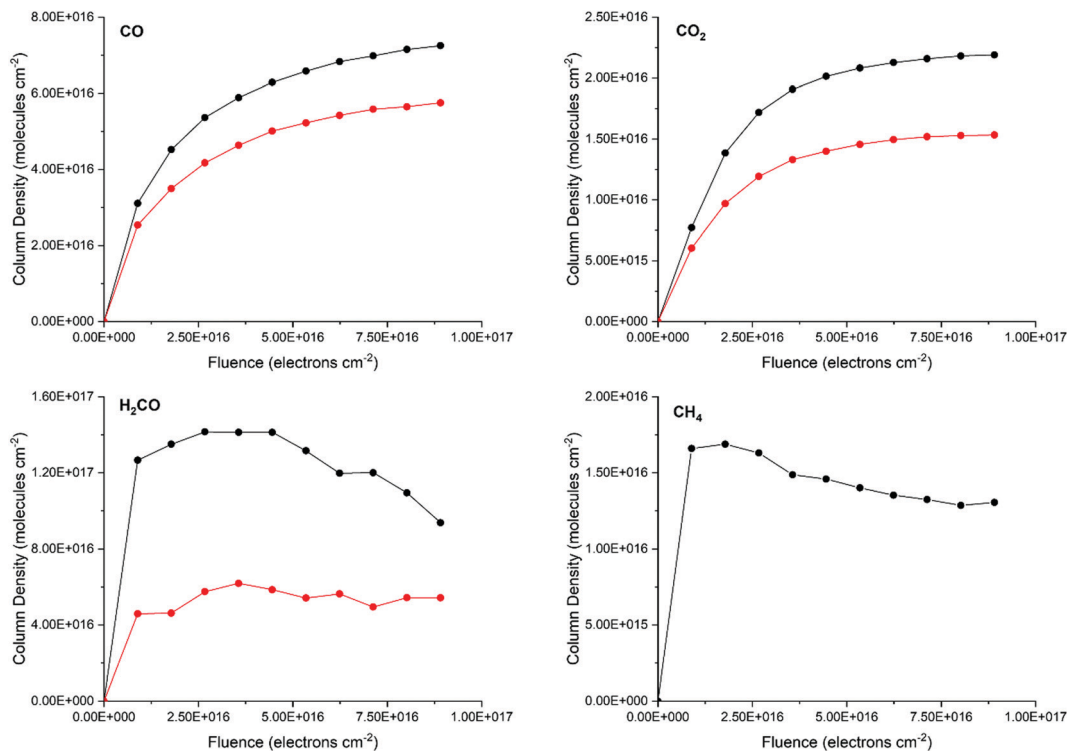 CO
8.00E+016
6.00E+016
4.00E+016
2.00E+016
0.00E+000
Column Density (molecules cm-2)
0.00E+000 2.50E+016 5.00E+016 7.50E+016 1.00E+017
Fluence (electrons cm-2)
CO2
2.50E+016
2.00E+016
1.50E+016
1.00E+016
5.00E+015
0.00E+000
Column Density (molecules cm-2)
0.00E+000 2.50E+016 5.00E+016 7.50E+016 1.00E+017
Fluence (electrons cm-2)
H2CO
1.60E+017
1.20E+017
8.00E+016
4.00E+016
0.00E+000
Column Density (molecules cm-2)
0.00E+000 2.50E+016 5.00E+016 7.50E+016 1.00E+017
Fluence (electrons cm-2)
CH4
2.00E+016
1.50E+016
1.00E+016
5.00E+015
0.00E+000
Column Density (molecules cm-2)
0.00E+000 2.50E+016 5.00E+016 7.50E+016 1.00E+017
Fluence (electrons cm-2)